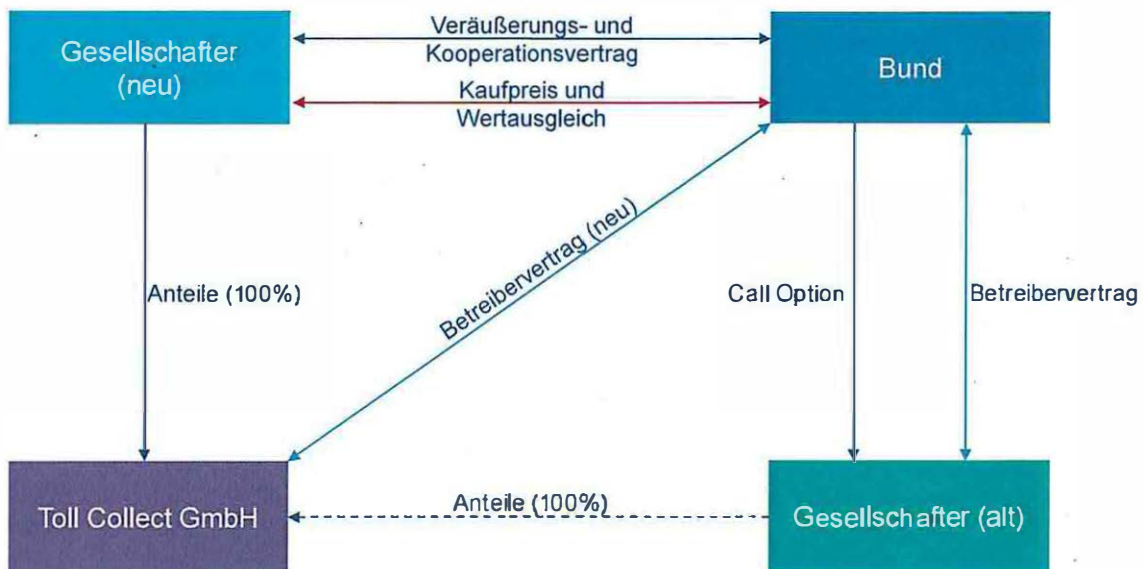 Gesellschafter
(neu)
Veräußerungs- und
Kooperationsvertrag
Kaufpreis und
Wertausgleich
Bund
Anteile (100%)
Betreibervertrag (neu)
Call Option
Betreibervertrag
Toll Collect GmbH
Anteile (100%)
Gesellschafter (alt)